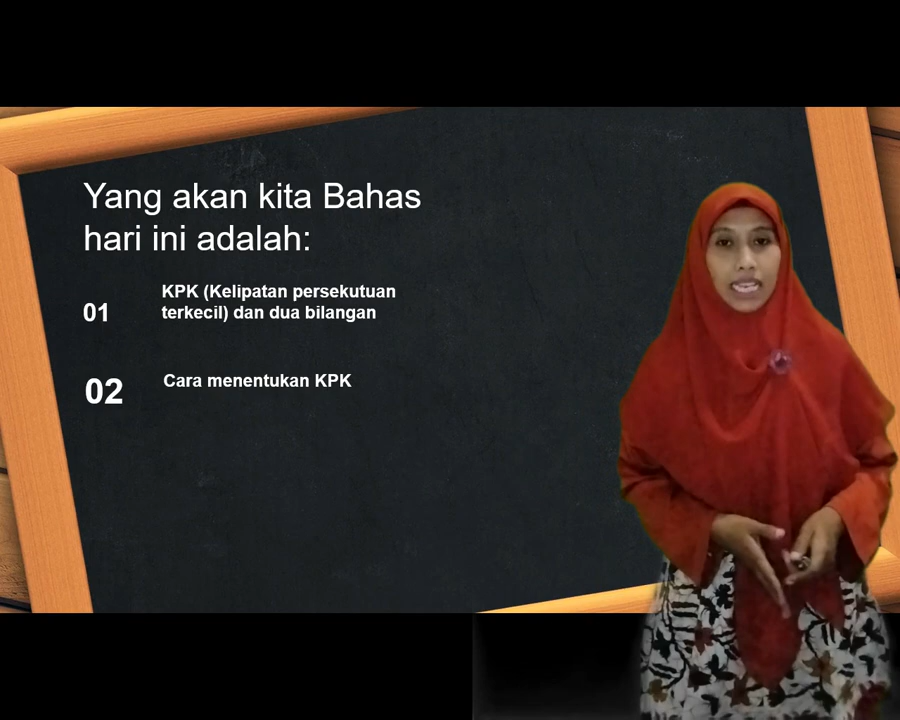 Yang akan kita Bahas
hari ini adalah:
01
KPK (Kelipatan persekutuan
terkecil) dan dua bilangan
02
Cara menentukan KPK